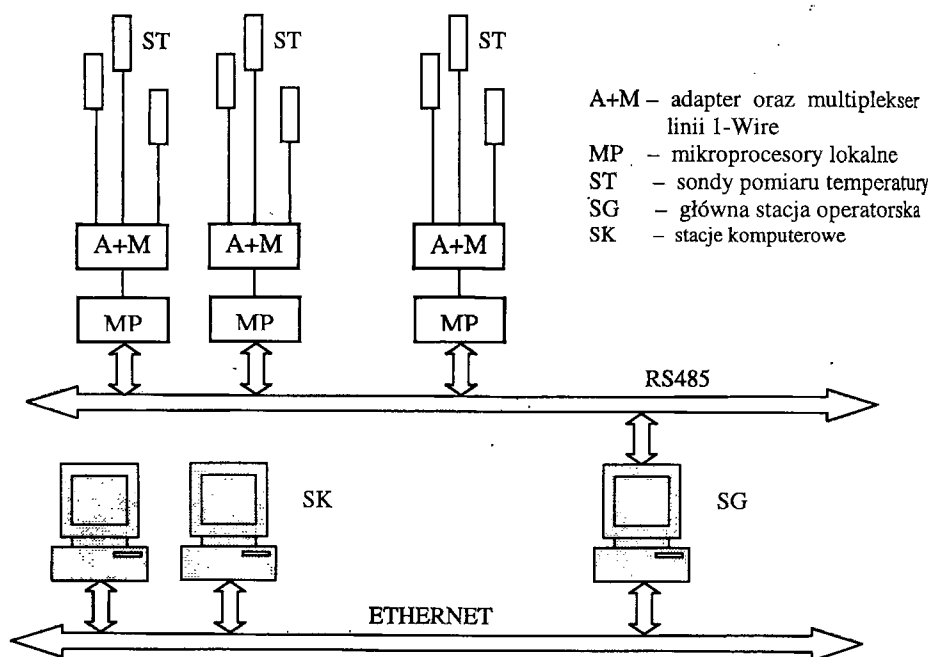 ST ST ST
A+M – adapter oraz multiplekser
linii 1-Wire
MP – mikroprocesory lokalne
ST – sondy pomiaru temperatury
SG – główna stacja operatorska
SK – stacje komputerowe
A+M A+M A+M
MP MP MP
RS485
SK SG
ETHERNET